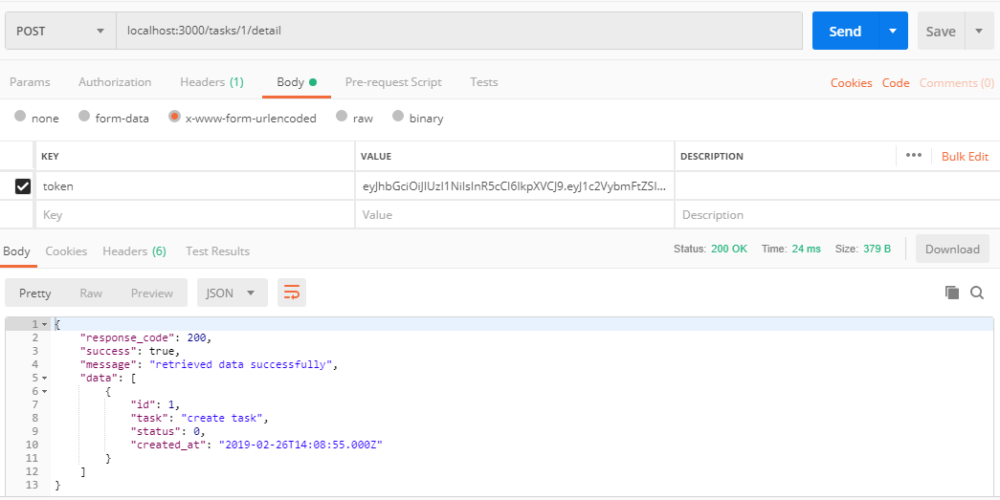 POST localhost:3000/tasks/1/detail Send Save
Params Authorization Headers (1) Body Pre-request Script Tests Cookies Code Comments (0)
none form-data x-www-form-urlencoded raw binary
KEY VALUE DESCRIPTION ••• Bulk Edit
token eyJhbGciOiJIUzI1NiIsInR5cCI6IkpXVCJ9.eyJ1c2VybmFtZSI...
Key Value Description
Body Cookies Headers (6) Test Results Status: 200 OK Time: 24 ms Size: 379 B Download
Pretty Raw Preview JSON
1 {
2 "response_code": 200,
3 "success": true,
4 "message": "retrieved data successfully",
5 "data": [
6 {
7 "id": 1,
8 "task": "create task",
9 "status": 0,
10 "created_at": "2019-02-26T14:08:55.000Z"
11 }
12 ]
13 }